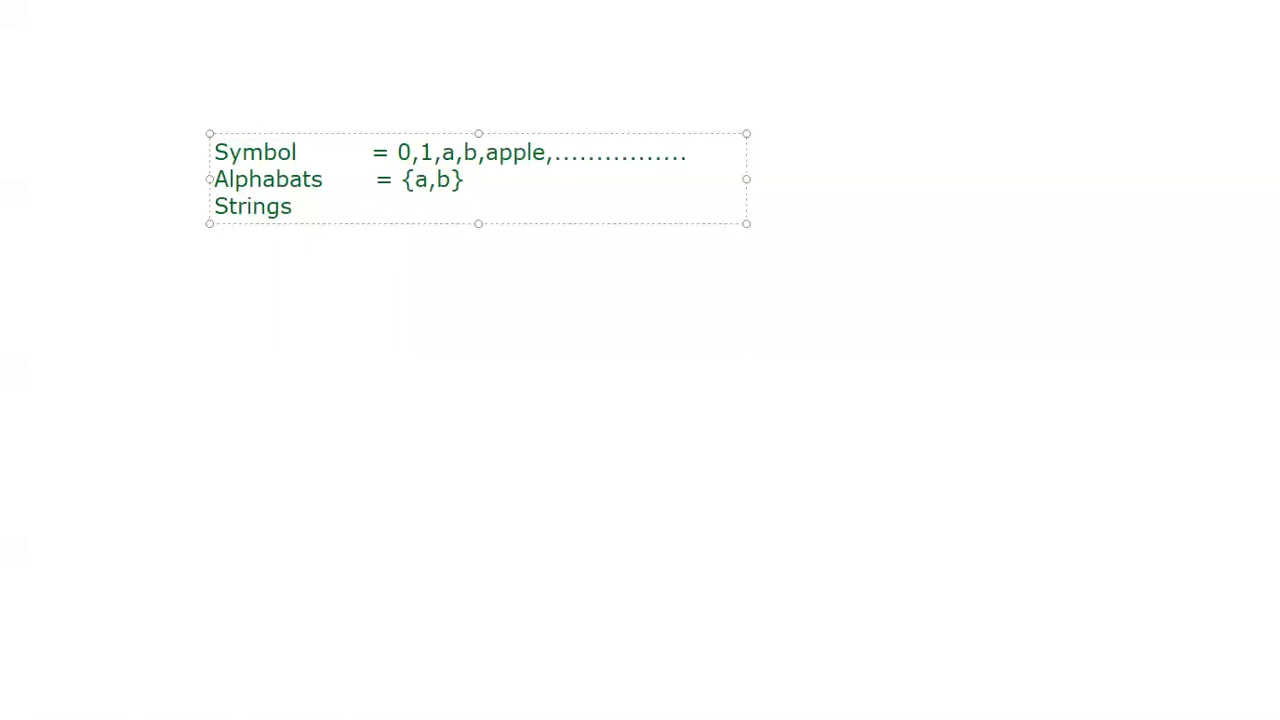 Symbol = 0,1,a,b,apple,................
Alphabats = {a,b}
Strings